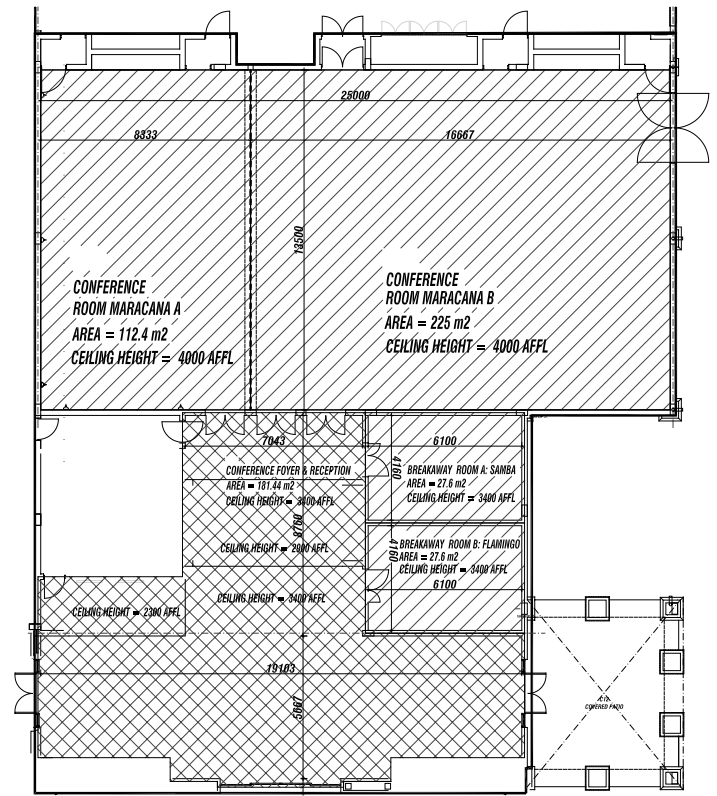 25000
8333
16667
13500
CONFERENCE
ROOM MARACANA A
AREA = 112.4 m2
CEILING HEIGHT = 4000 AFFL
CONFERENCE
ROOM MARACANA B
AREA = 225 m2
CEILING HEIGHT = 4000 AFFL
7043
CONFERENCE FOYER & RECEPTION
AREA = 181.44 m2
CEILING HEIGHT = 3400 AFFL
8760
CEILING HEIGHT = 2900 AFFL
CEILING HEIGHT = 3400 AFFL
CEILING HEIGHT = 2300 AFFL
6100
4160
BREAKAWAY ROOM A: SAMBA
AREA = 27.6 m2
CEILING HEIGHT = 3400 AFFL
4160
BREAKAWAY ROOM B: FLAMINGO
AREA = 27.6 m2
CEILING HEIGHT = 3400 AFFL
6100
19103
5667
COVERED PATIO